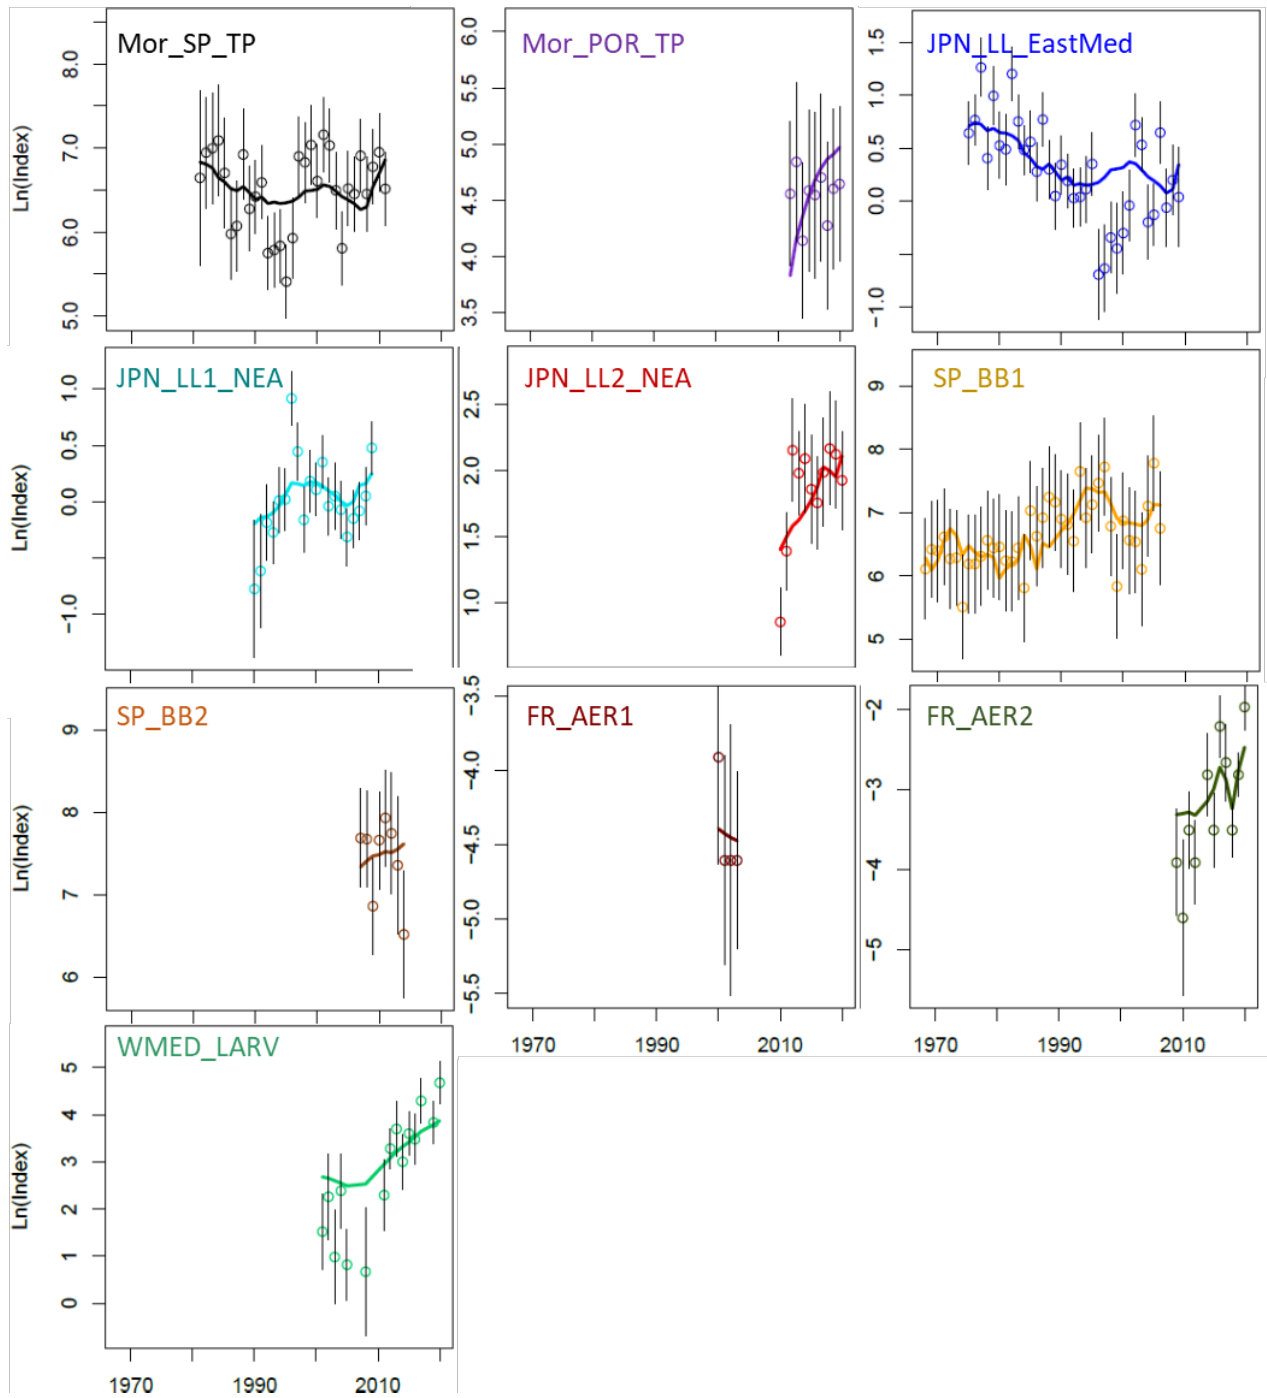 Mor_SP_TP
Mor_POR_TP
JPN_LL_EastMed
Ln(Index)
8.0
7.0
6.0
5.0
6.0
5.5
5.0
4.5
4.0
3.5
1.5
1.0
0.5
0.0
−1.0
JPN_LL1_NEA
JPN_LL2_NEA
SP_BB1
Ln(Index)
1.0
0.5
0.0
−1.0
2.5
2.0
1.5
1.0
9
8
7
6
5
SP_BB2
FR_AER1
FR_AER2
Ln(Index)
9
8
7
6
−3.5
−4.0
−4.5
−5.0
−5.5
−2
−3
−4
−5
1970 1990 2010
1970 1990 2010
WMED_LARV
Ln(Index)
5
4
3
2
1
0
1970 1990 2010